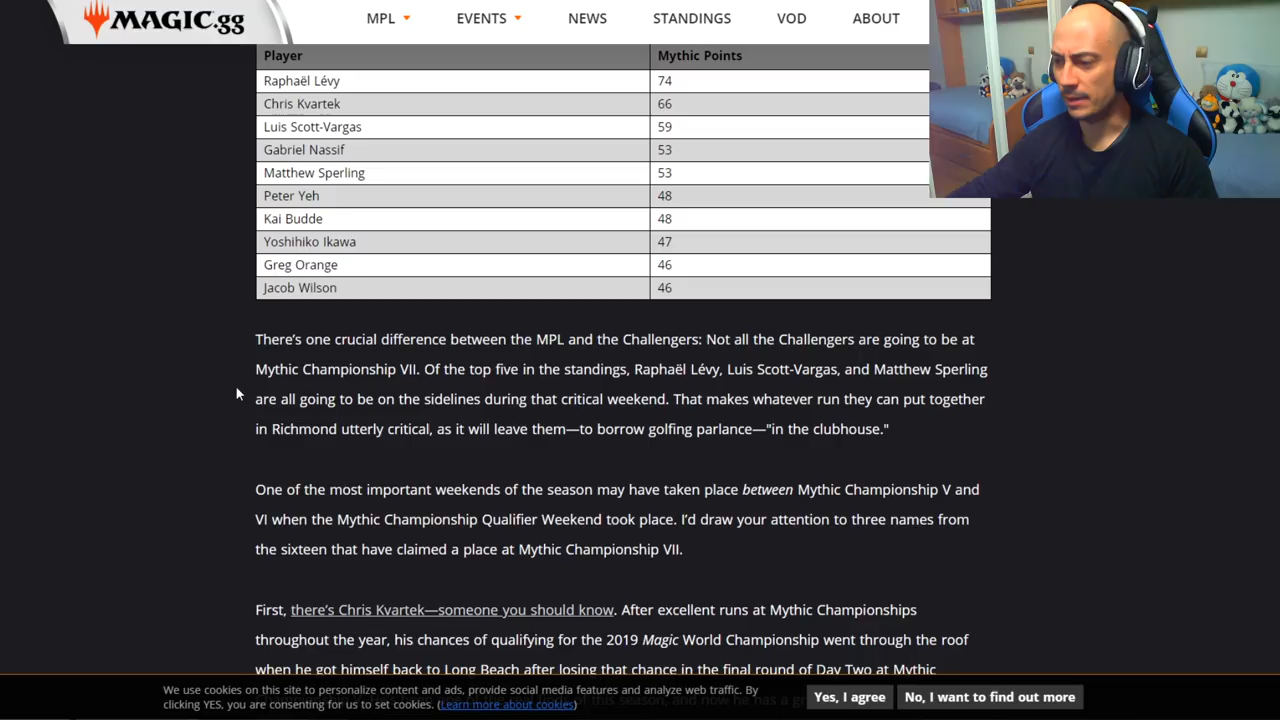 MAGIC.gg MPL EVENTS NEWS STANDINGS VOD ABOUT
Player Mythic Points
Raphaël Lévy 74
Chris Kvartek 66
Luis Scott-Vargas 59
Gabriel Nassif 53
Matthew Sperling 53
Peter Yeh 48
Kai Budde 48
Yoshihiko Ikawa 47
Greg Orange 46
Jacob Wilson 46
There's one crucial difference between the MPL and the Challengers: Not all the Challengers are going to be at
Mythic Championship VII. Of the top five in the standings, Raphaël Lévy, Luis Scott-Vargas, and Matthew Sperling
are all going to be on the sidelines during that critical weekend. That makes whatever run they can put together
in Richmond utterly critical, as it will leave them—to borrow golfing parlance—"in the clubhouse."
One of the most important weekends of the season may have taken place between Mythic Championship V and
VI when the Mythic Championship Qualifier Weekend took place. I'd draw your attention to three names from
the sixteen that have claimed a place at Mythic Championship VII.
First, there's Chris Kvartek—someone you should know. After excellent runs at Mythic Championships
throughout the year, his chances of qualifying for the 2019 Magic World Championship went through the roof
when he got himself back to Long Beach after losing that chance in the final round of Day Two at Mythic
We use cookies on this site to personalize content and ads, provide social media features and analyze web traffic. By
clicking YES, you are consenting for us to set cookies. (Learn more about cookies)
Yes, I agree No, I want to find out more